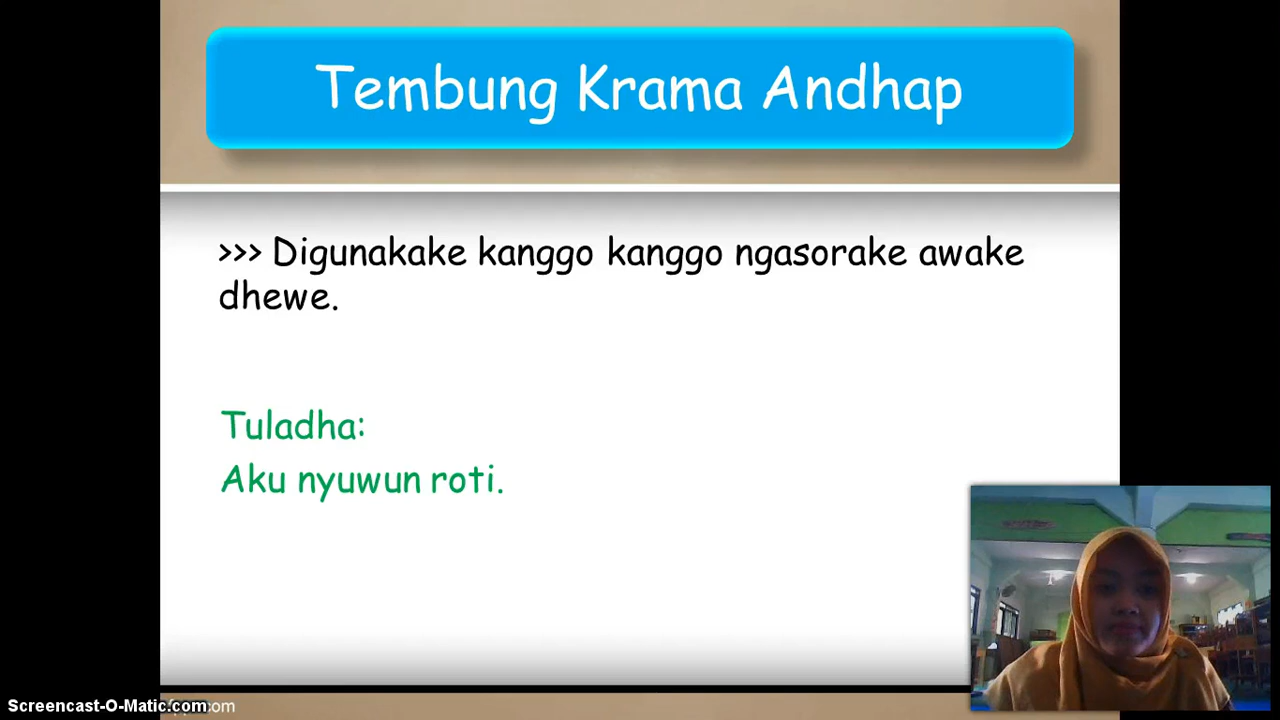 Tembung Krama Andhap
>>> Digunakake kanggo kanggo ngasorake awake
dhewe.
Tuladha:
Aku nyuwun roti.
Screencast-O-Matic.com